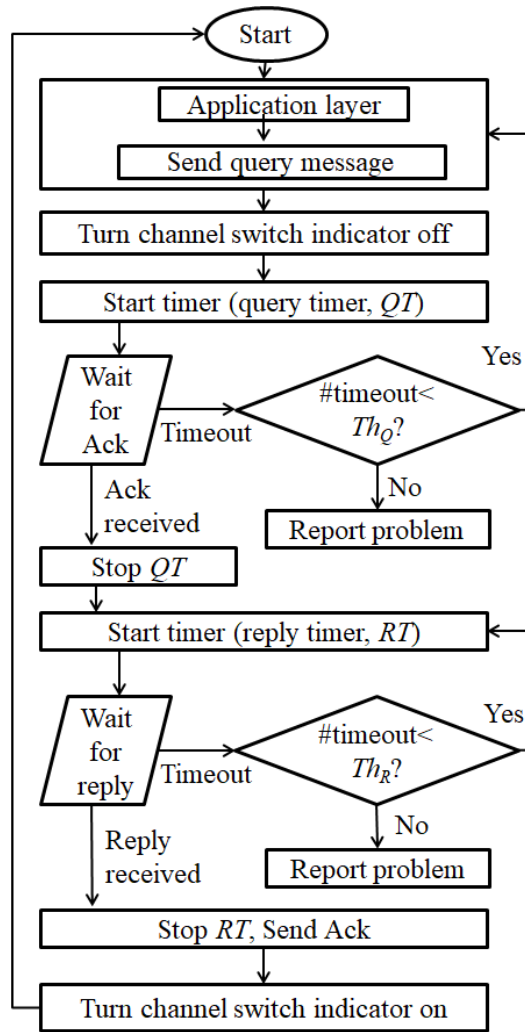 Start
Application layer
Send query message
Turn channel switch indicator off
Start timer (query timer, QT)
Wait
for
Ack
Timeout
#timeout<
Th_Q?
Yes
No
Report problem
Ack
received
Stop QT
Start timer (reply timer, RT)
Wait
for
reply
Timeout
#timeout<
Th_R?
Yes
No
Report problem
Reply
received
Stop RT, Send Ack
Turn channel switch indicator on